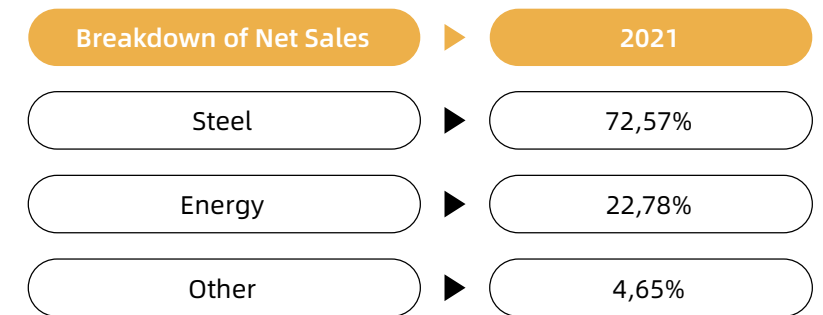 Breakdown of Net Sales 2021
Steel 72,57%
Energy 22,78%
Other 4,65%